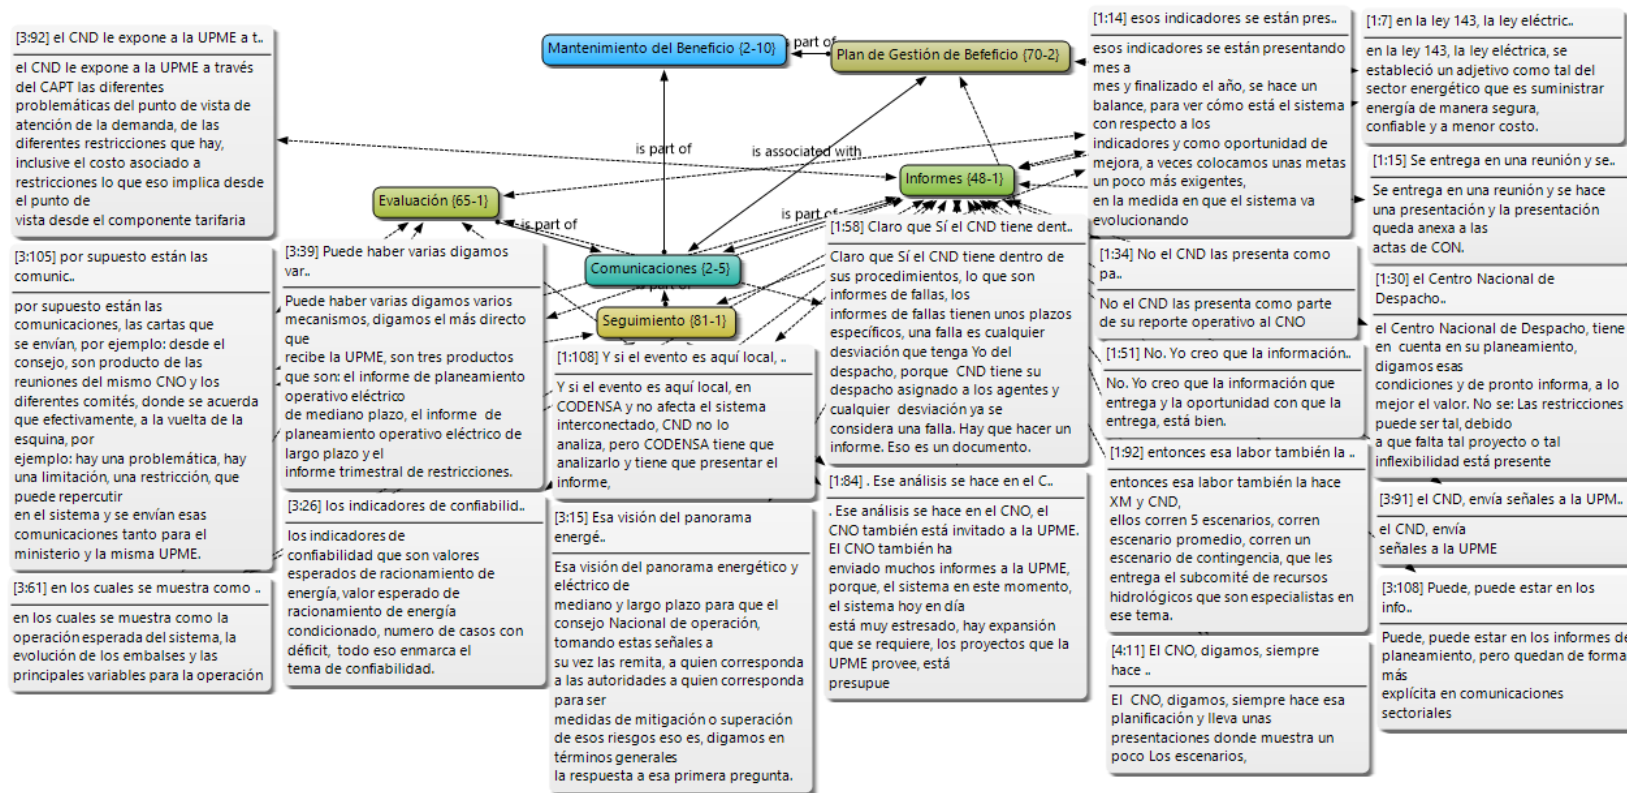 [3:92] el CND le expone a la UPME a t..
el CND le expone a la UPME a través
del CAPT las diferentes
problemáticas del punto de vista de
atención de la demanda, de las
diferentes restricciones que hay,
inclusive el costo asociado a
restricciones lo que eso implica desde
el punto de
vista desde el componente tarifaria
[3:105] por supuesto están las
comunic..
por supuesto están las
comunicaciones, las cartas que
se envían, por ejemplo: desde el
consejo, son producto de las
reuniones del mismo CNO y los
diferentes comités, donde se acuerda
que efectivamente, a la vuelta de la
esquina, por
ejemplo: hay una problemática, hay
una limitación, una restricción, que
puede repercutir
en el sistema y se envían esas
comunicaciones tanto para el
ministerio y la misma UPME.
[3:61] en los cuales se muestra como ..
en los cuales se muestra como la
operación esperada del sistema, la
evolución de los embalses y las
principales variables para la operación
Mantenimiento del Beneficio {2-10}
is part of
Plan de Gestión de Befeficio {70-2}
is part of
is associated with
Informes {48-1}
Evaluación {65-1}
is part of
is part of
Comunicaciones {2-5}
is part of
Seguimiento {81-1}
[3:39] Puede haber varias digamos
var..
Puede haber varias digamos varios
mecanismos, digamos el más directo
que
recibe la UPME, son tres productos
que son: el informe de planeamiento
operativo eléctrico
de mediano plazo, el informe de
planeamiento operativo eléctrico de
largo plazo y el
informe trimestral de restricciones.
[3:26] los indicadores de confiabilid..
los indicadores de
confiabilidad que son valores
esperados de racionamiento de
energía, valor esperado de
racionamiento de energía
condicionado, numero de casos con
déficit, todo eso enmarca el
tema de confiabilidad.
[1:108] Y si el evento es aquí local, ..
Y si el evento es aquí local, en
CODENSA y no afecta el sistema
interconectado, CND no lo
analiza, pero CODENSA tiene que
analizarlo y tiene que presentar el
informe,
[3:15] Esa visión del panorama
energé..
Esa visión del panorama energético y
eléctrico de
mediano y largo plazo para que el
consejo Nacional de operación,
tomando estas señales a
su vez las remita, a quien corresponda
a las autoridades a quien corresponda
para ser
medidas de mitigación o superación
de esos riesgos eso es, digamos en
términos generales
la respuesta a esa primera pregunta.
[1:58] Claro que Sí el CND tiene dent..
Claro que Sí el CND tiene dentro de
sus procedimientos, lo que son
informes de fallas, los
informes de fallas tienen unos plazos
específicos, una falla es cualquier
desviación que tenga Yo del
despacho, porque CND tiene su
despacho asignado a los agentes y
cualquier desviación ya se
considera una falla. Hay que hacer un
informe. Eso es un documento.
[1:84] . Ese análisis se hace en el C..
. Ese análisis se hace en el CNO, el
CNO también está invitado a la UPME.
El CNO también ha
enviado muchos informes a la UPME,
porque, el sistema en este momento,
el sistema hoy en día
está muy estresado, hay expansión
que se requiere, los proyectos que la
UPME provee, está
presupue
[1:14] esos indicadores se están pres..
esos indicadores se están presentando
mes a
mes y finalizado el año, se hace un
balance, para ver cómo está el sistema
con respecto a los
indicadores y como oportunidad de
mejora, a veces colocamos unas metas
un poco más exigentes,
en la medida en que el sistema va
evolucionando
[1:34] No el CND las presenta como
pa..
No el CND las presenta como parte
de su reporte operativo al CNO
[1:51] No. Yo creo que la información..
No. Yo creo que la información que
entrega y la oportunidad con que la
entrega, está bien.
[1:92] entonces esa labor también la ..
entonces esa labor también la hace
XM y CND,
ellos corren 5 escenarios, corren
escenario promedio, corren un
escenario de contingencia, que les
entrega el subcomité de recursos
hidrológicos que son especialistas en
ese tema.
[4:11] El CNO, digamos, siempre
hace ..
El CNO, digamos, siempre hace esa
planificación y lleva unas
presentaciones donde muestra un
poco Los escenarios,
[1:7] en la ley 143, la ley eléctric..
en la ley 143, la ley eléctrica, se
estableció un adjetivo como tal del
sector energético que es suministrar
energía de manera segura,
confiable y a menor costo.
[1:15] Se entrega en una reunión y se..
Se entrega en una reunión y se hace
una presentación y la presentación
queda anexa a las
actas de CON.
[1:30] el Centro Nacional de
Despacho..
el Centro Nacional de Despacho, tiene
en cuenta en su planeamiento,
digamos esas
condiciones y de pronto informa, a lo
mejor el valor. No se: Las restricciones
puede ser tal, debido
a que falta tal proyecto o tal
inflexibilidad está presente
[3:91] el CND, envía señales a la UPM..
el CND, envía
señales a la UPME
[3:108] Puede, puede estar en los
info..
Puede, puede estar en los informes de
planeamiento, pero quedan de forma
más
explícita en comunicaciones
sectoriales